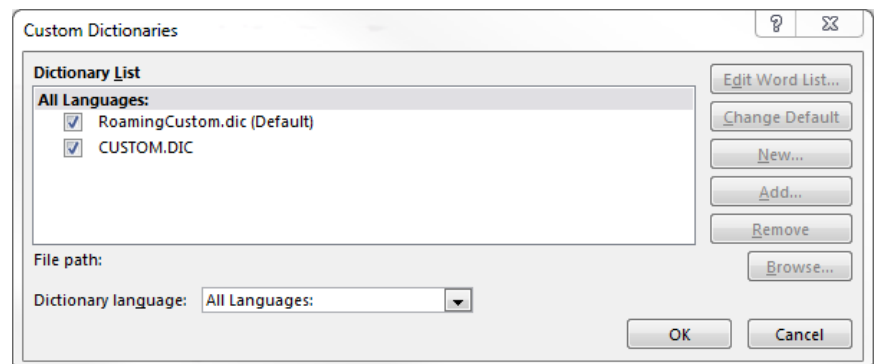 Custom Dictionaries
Dictionary List
All Languages:
RoamingCustom.dic (Default)
CUSTOM.DIC
Edit Word List...
Change Default
New...
Add...
Remove
File path:
Browse...
Dictionary language: All Languages:
OK Cancel